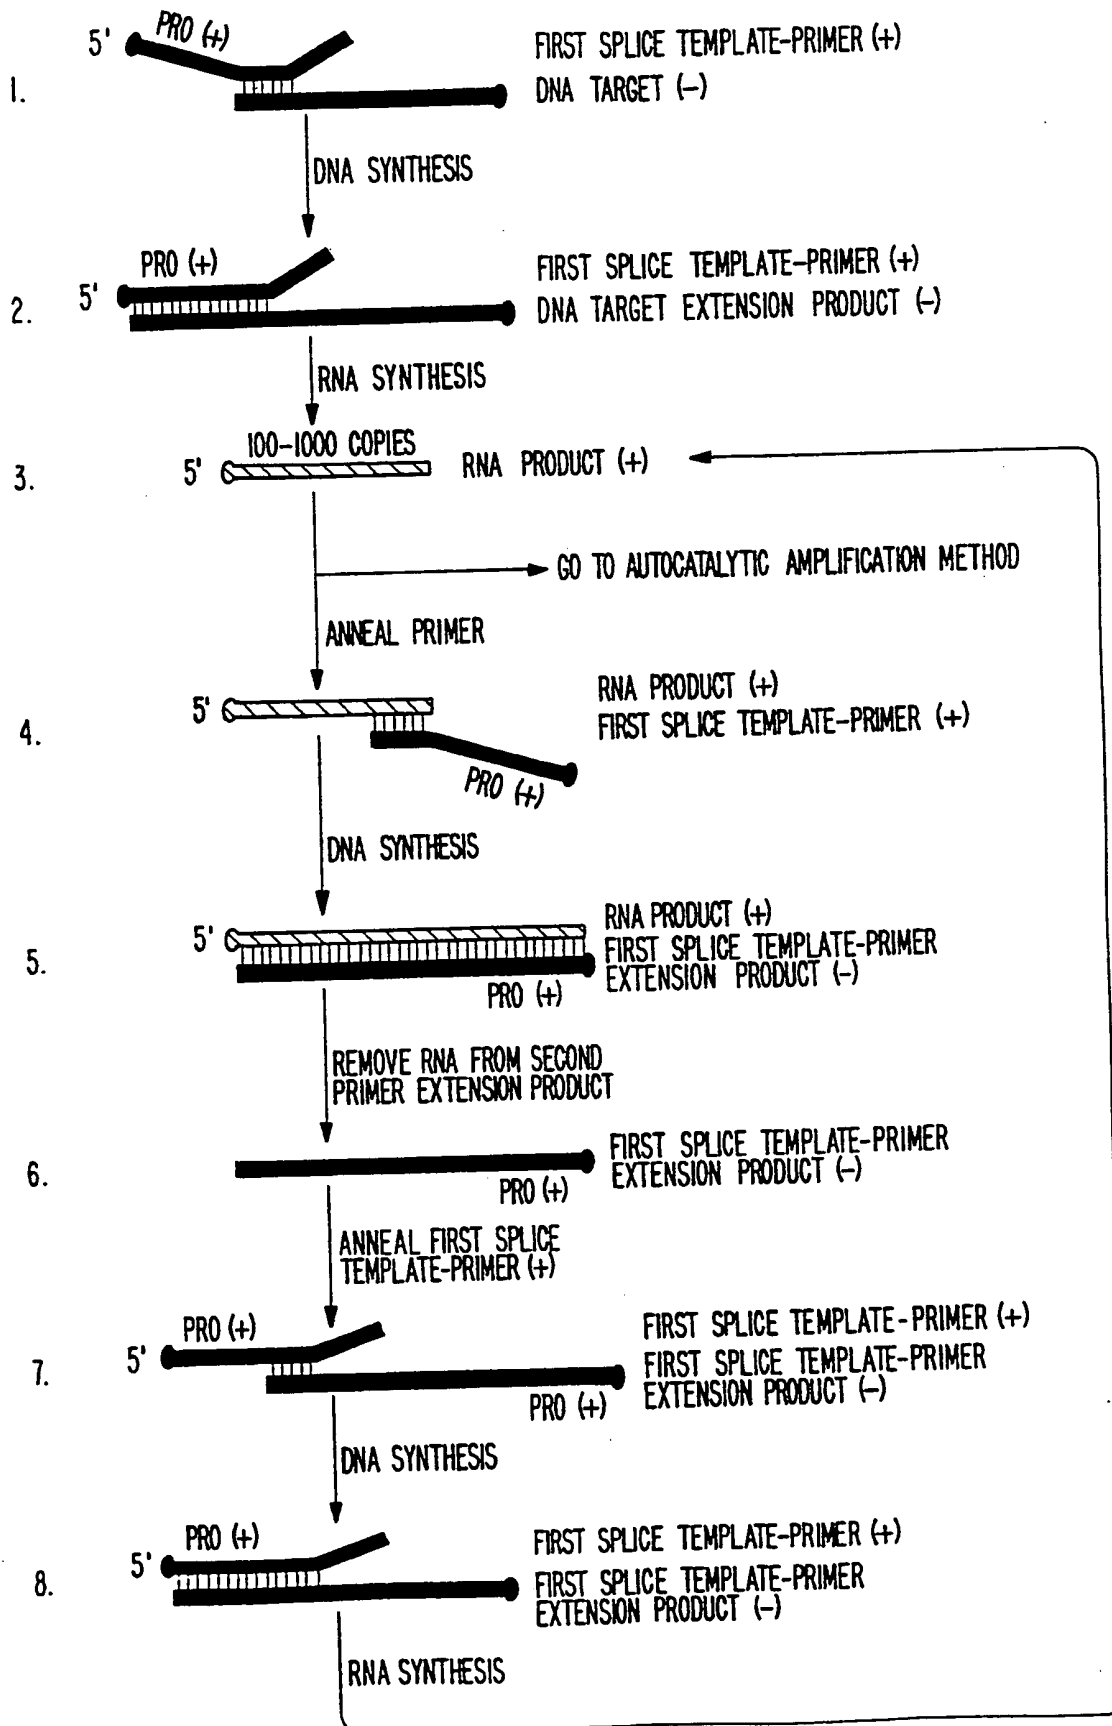 PRO (+)
5'
FIRST SPLICE TEMPLATE-PRIMER (+)
1.
DNA TARGET (-)
DNA SYNTHESIS
PRO (+)
5'
FIRST SPLICE TEMPLATE-PRIMER (+)
2.
DNA TARGET EXTENSION PRODUCT (-)
RNA SYNTHESIS
100-1000 COPIES
3.
5'
RNA PRODUCT (+)
GO TO AUTOCATALYTIC AMPLIFICATION METHOD
ANNEAL PRIMER
5'
RNA PRODUCT (+)
4.
FIRST SPLICE TEMPLATE-PRIMER (+)
PRO (+)
DNA SYNTHESIS
5'
RNA PRODUCT (+)
5.
FIRST SPLICE TEMPLATE-PRIMER
EXTENSION PRODUCT (-)
PRO (+)
REMOVE RNA FROM SECOND
PRIMER EXTENSION PRODUCT
6.
FIRST SPLICE TEMPLATE-PRIMER
EXTENSION PRODUCT (-)
PRO (+)
ANNEAL FIRST SPLICE
TEMPLATE-PRIMER (+)
PRO (+)
5'
FIRST SPLICE TEMPLATE-PRIMER (+)
7.
FIRST SPLICE TEMPLATE-PRIMER
EXTENSION PRODUCT (-)
PRO (+)
DNA SYNTHESIS
PRO (+)
5'
FIRST SPLICE TEMPLATE-PRIMER (+)
8.
FIRST SPLICE TEMPLATE-PRIMER
EXTENSION PRODUCT (-)
RNA SYNTHESIS